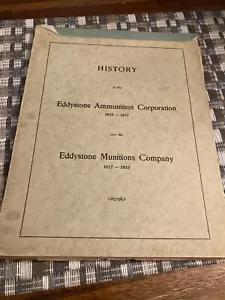 HISTORY
of the
Eddystone Ammunition Corporation
1915 — 1917
and the
Eddystone Munitions Company
1917 — 1919